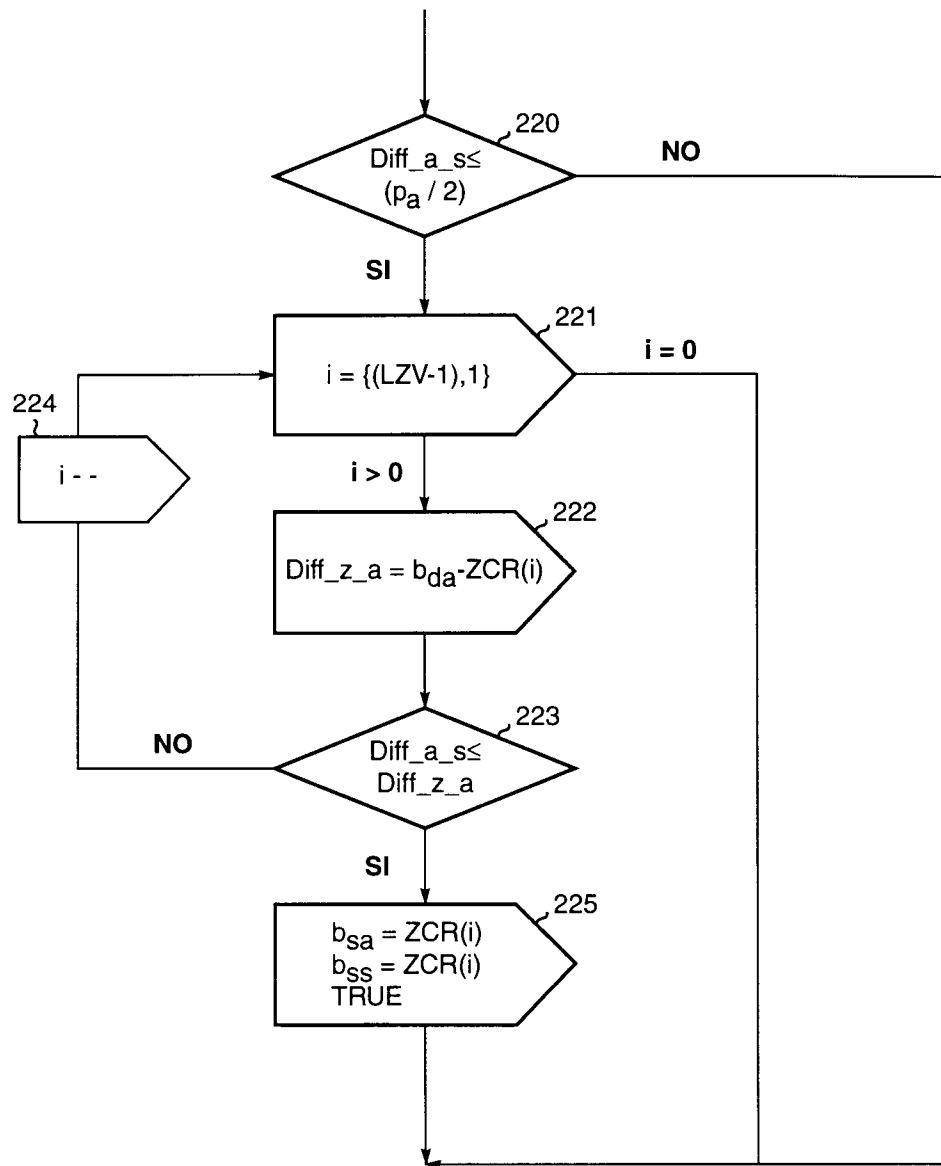 220
Diff_a_s≤
(pa / 2)
NO
SI
221
i = {(LZV-1),1}
i = 0
224
i - -
i > 0
222
Diff_z_a = bda-ZCR(i)
223
Diff_a_s≤
Diff_z_a
NO
SI
225
bsa = ZCR(i)
bss = ZCR(i)
TRUE